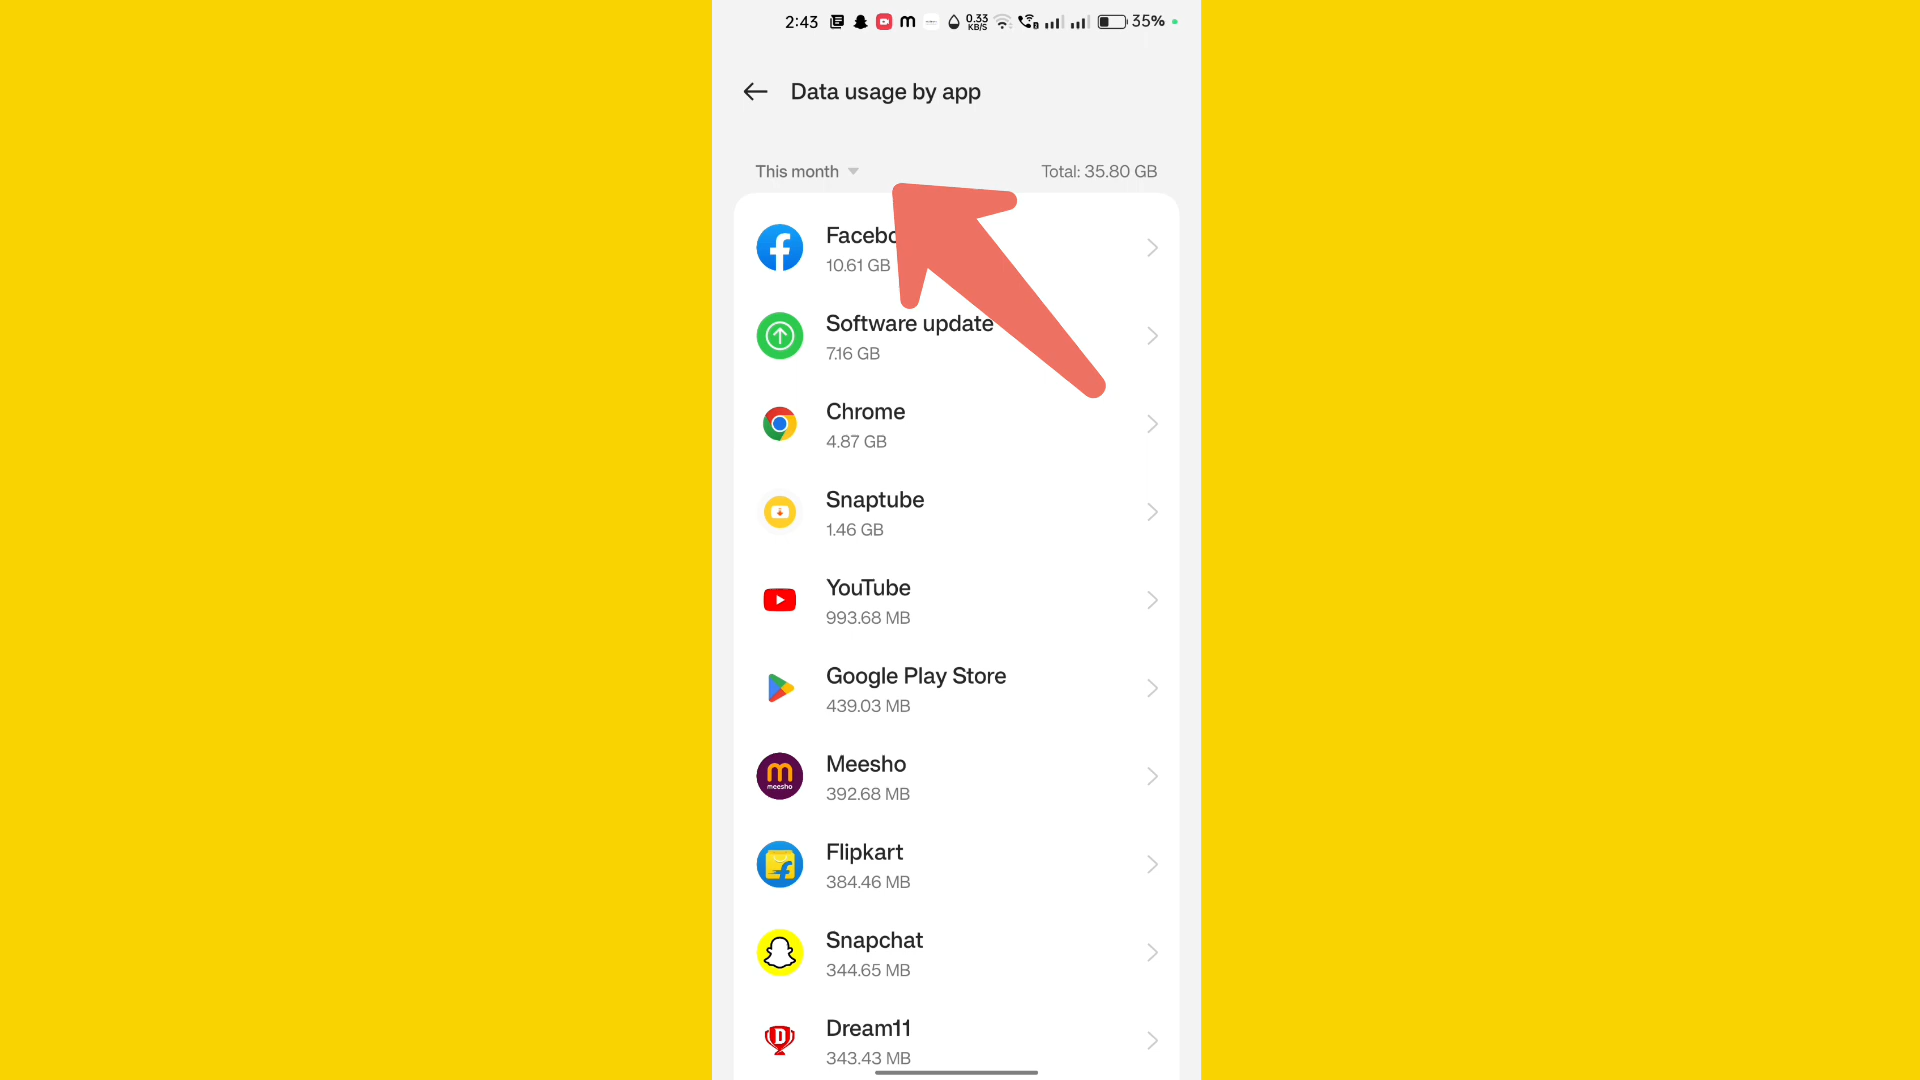 2:43 m 0.33 KB/S 35%
Data usage by app
This month Total: 35.80 GB
Facebo
10.61 GB
Software update
7.16 GB
Chrome
4.87 GB
Snaptube
1.46 GB
YouTube
993.68 MB
Google Play Store
439.03 MB
m
meesho
Meesho
392.68 MB
Flipkart
384.46 MB
Snapchat
344.65 MB
D
Dream11
343.43 MB